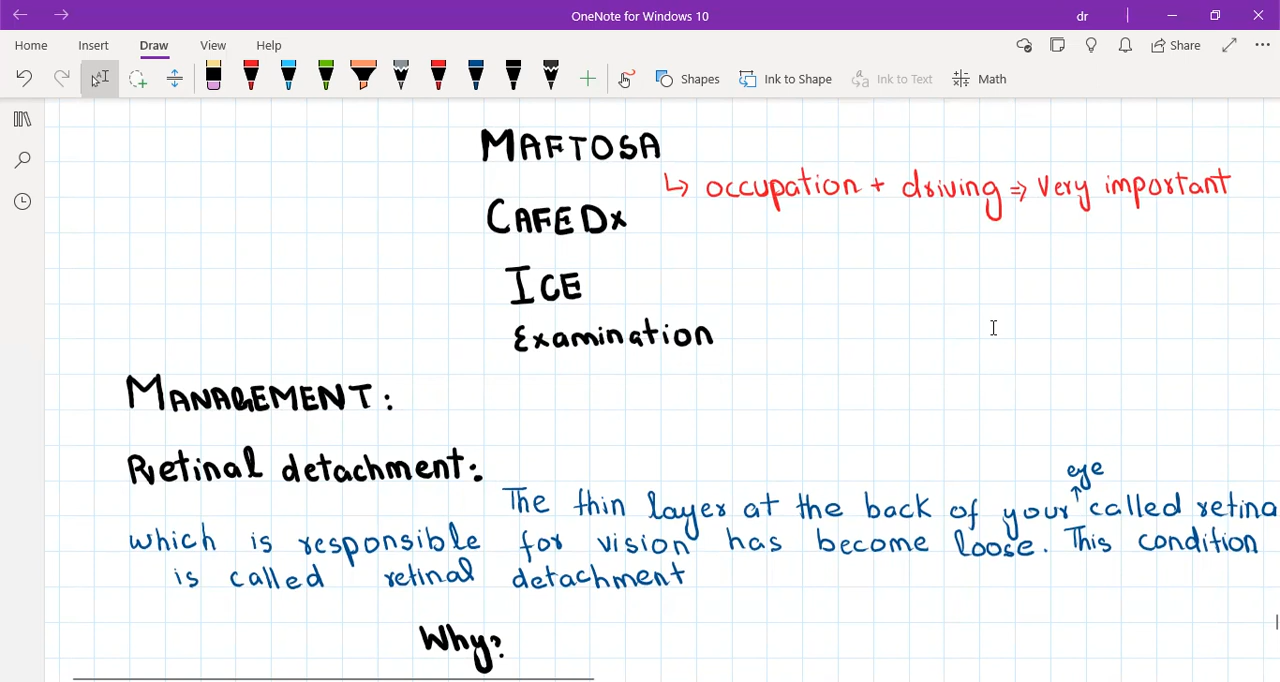 OneNote for Windows 10
dr
Home Insert Draw View Help
Share
Shapes Ink to Shape Ink to Text Math
MAFTOSA
↳ occupation + driving ⇒ Very important
CAFE Dx
ICE
Examination
MANAGEMENT:
Retinal detachment:
eye
The thin layer at the back of your ↑ called retina
which is responsible for vision has become loose. This condition
is called retinal detachment
Why?